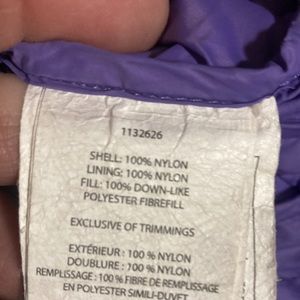 1132626
SHELL: 100% NYLON
LINING: 100% NYLON
FILL: 100% DOWN-LIKE
POLYESTER FIBREFILL
EXCLUSIVE OF TRIMMINGS
EXTÉRIEUR : 100 % NYLON
DOUBLURE : 100 % NYLON
REMPLISSAGE : 100 % FIBRE DE REMPLISSAGE
EN POLYESTER SIMILI-DUVET